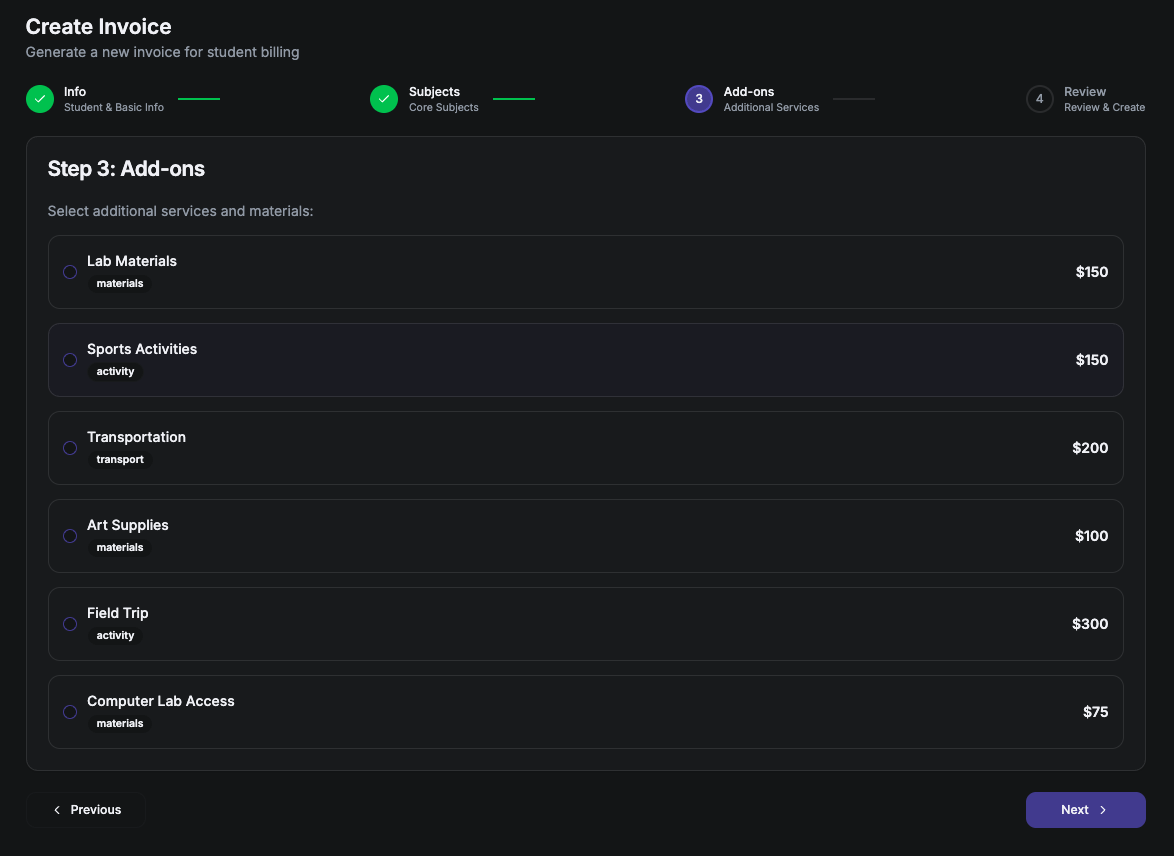 Create Invoice
Generate a new invoice for student billing
Info
Student & Basic Info
Subjects
Core Subjects
3
Add-ons
Additional Services
4
Review
Review & Create
Step 3: Add-ons
Select additional services and materials:
Lab Materials
materials
$150
Sports Activities
activity
$150
Transportation
transport
$200
Art Supplies
materials
$100
Field Trip
activity
$300
Computer Lab Access
materials
$75
Previous
Next